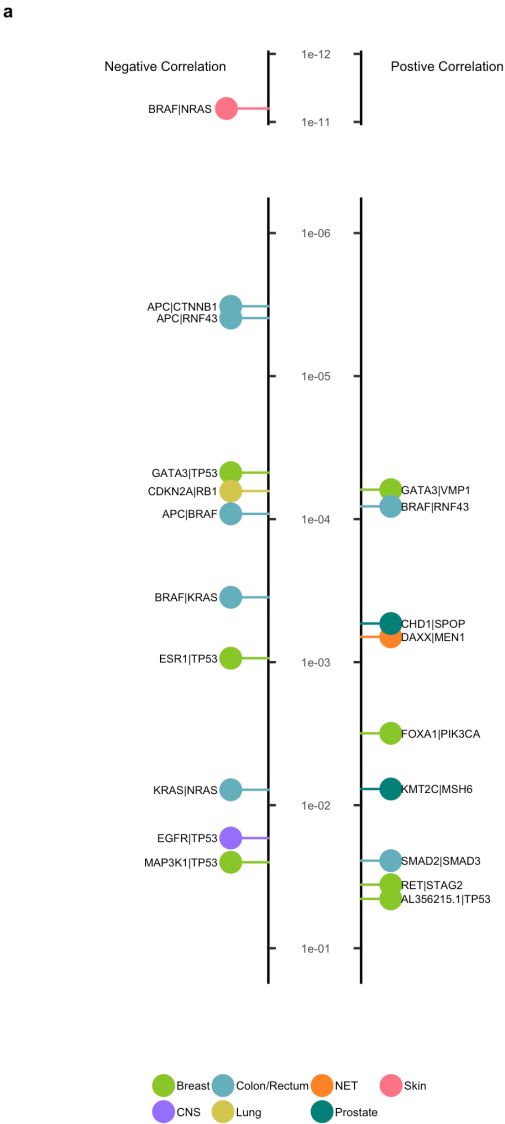 a
1e-12
Negative Correlation
Postive Correlation
BRAF|NRAS
1e-11
1e-06
APC|CTNNB1
APC|RNF43
1e-05
GATA3|TP53
CDKN2A|RB1
GATA3|VMP1
BRAF|RNF43
APC|BRAF
1e-04
BRAF|KRAS
CHD1|SPOP
DAXX|MEN1
ESR1|TP53
1e-03
FOXA1|PIK3CA
KRAS|NRAS
KMT2C|MSH6
1e-02
EGFR|TP53
MAP3K1|TP53
SMAD2|SMAD3
RET|STAG2
AL356215.1|TP53
1e-01
Breast Colon/Rectum NET Skin
CNS Lung Prostate